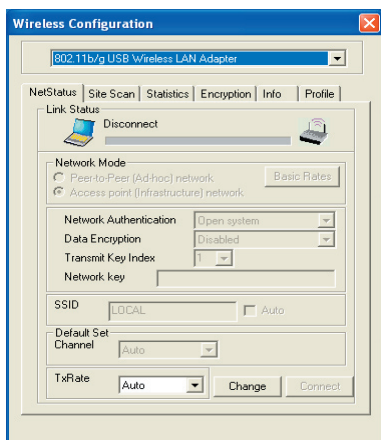 Wireless Configuration
802.11b/g USB Wireless LAN Adapter
NetStatus Site Scan Statistics Encryption Info Profile
Link Status
Disconnect
Network Mode
Peer-to-Peer (Ad-hoc) network
Basic Rates
Access point (Infrastructure) network
Network Authentication Open system
Data Encryption Disabled
Transmit Key Index 1
Network key
SSID LOCAL Auto
Default Set
Channel Auto
TxRate Auto Change Connect